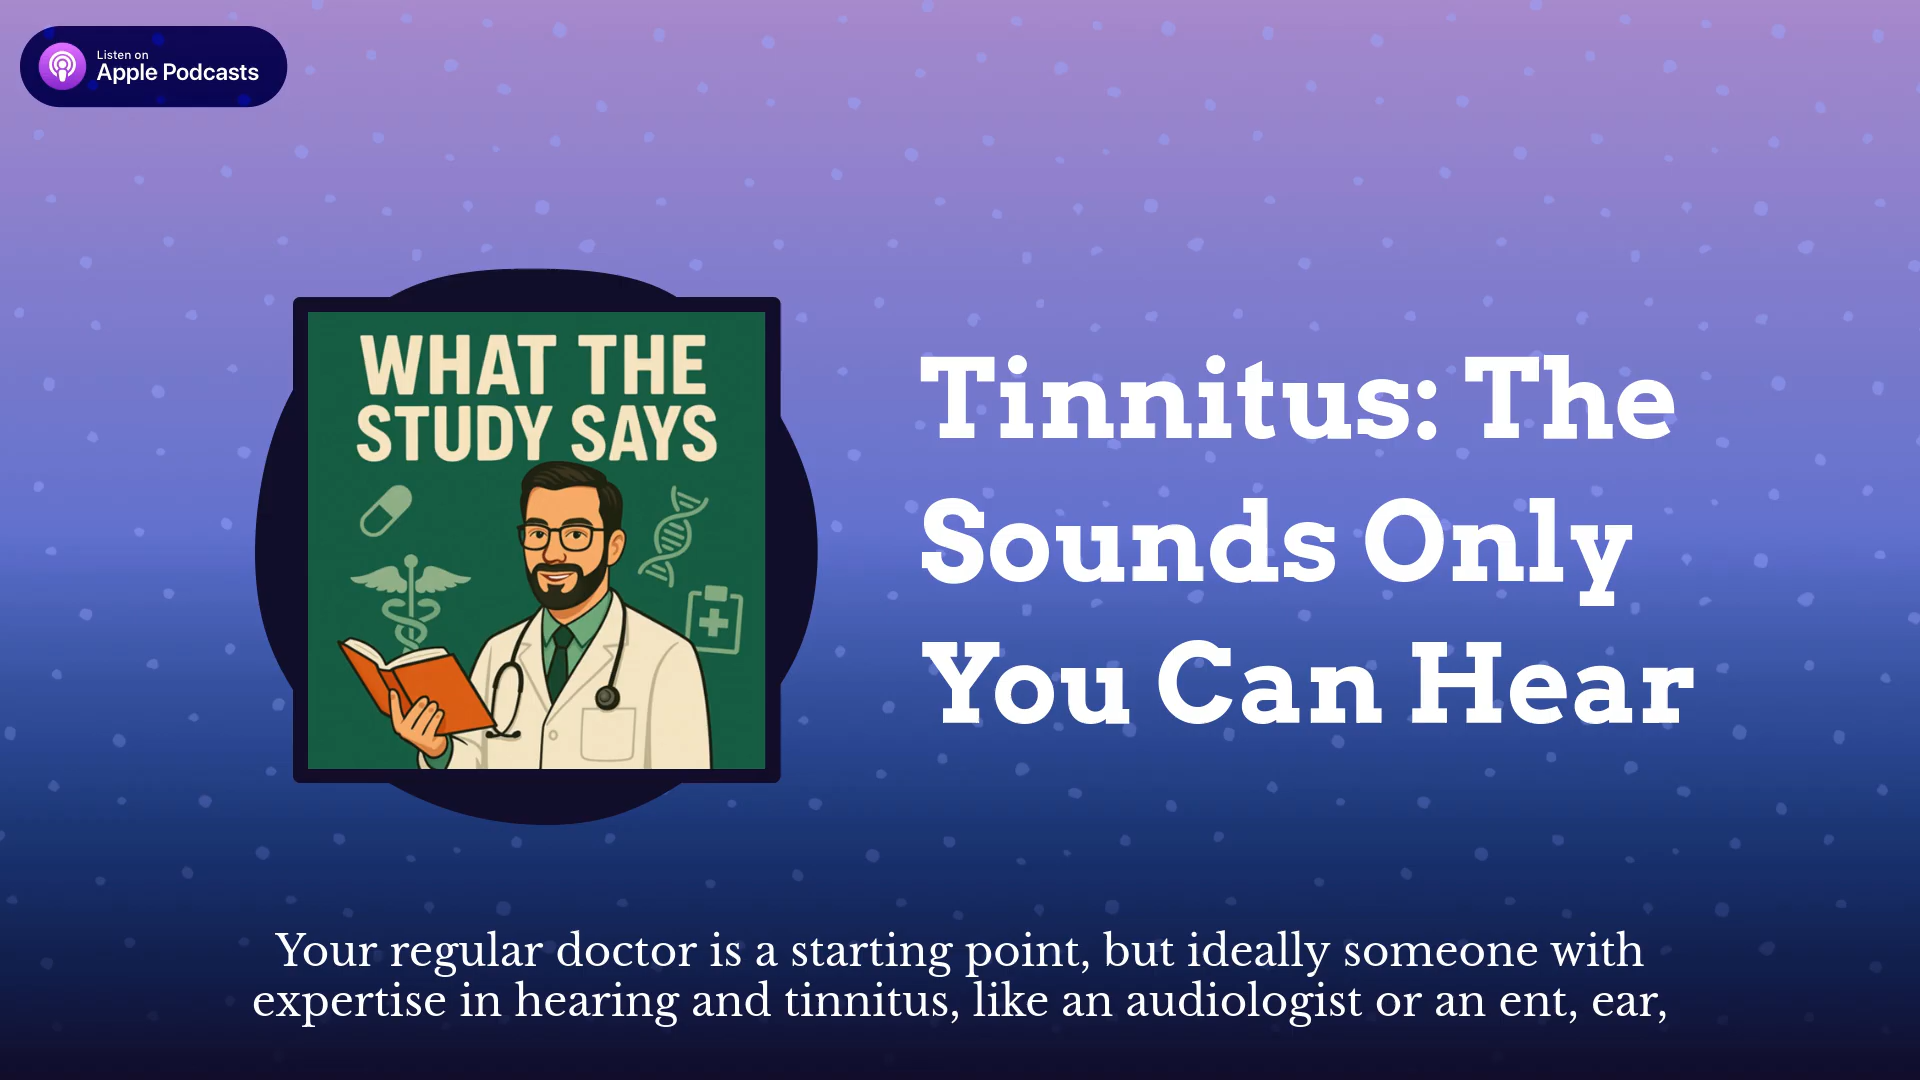 Listen on
Apple Podcasts
WHAT THE
STUDY SAYS
Tinnitus: The
Sounds Only
You Can Hear
Your regular doctor is a starting point, but ideally someone with
expertise in hearing and tinnitus, like an audiologist or an ent, ear,